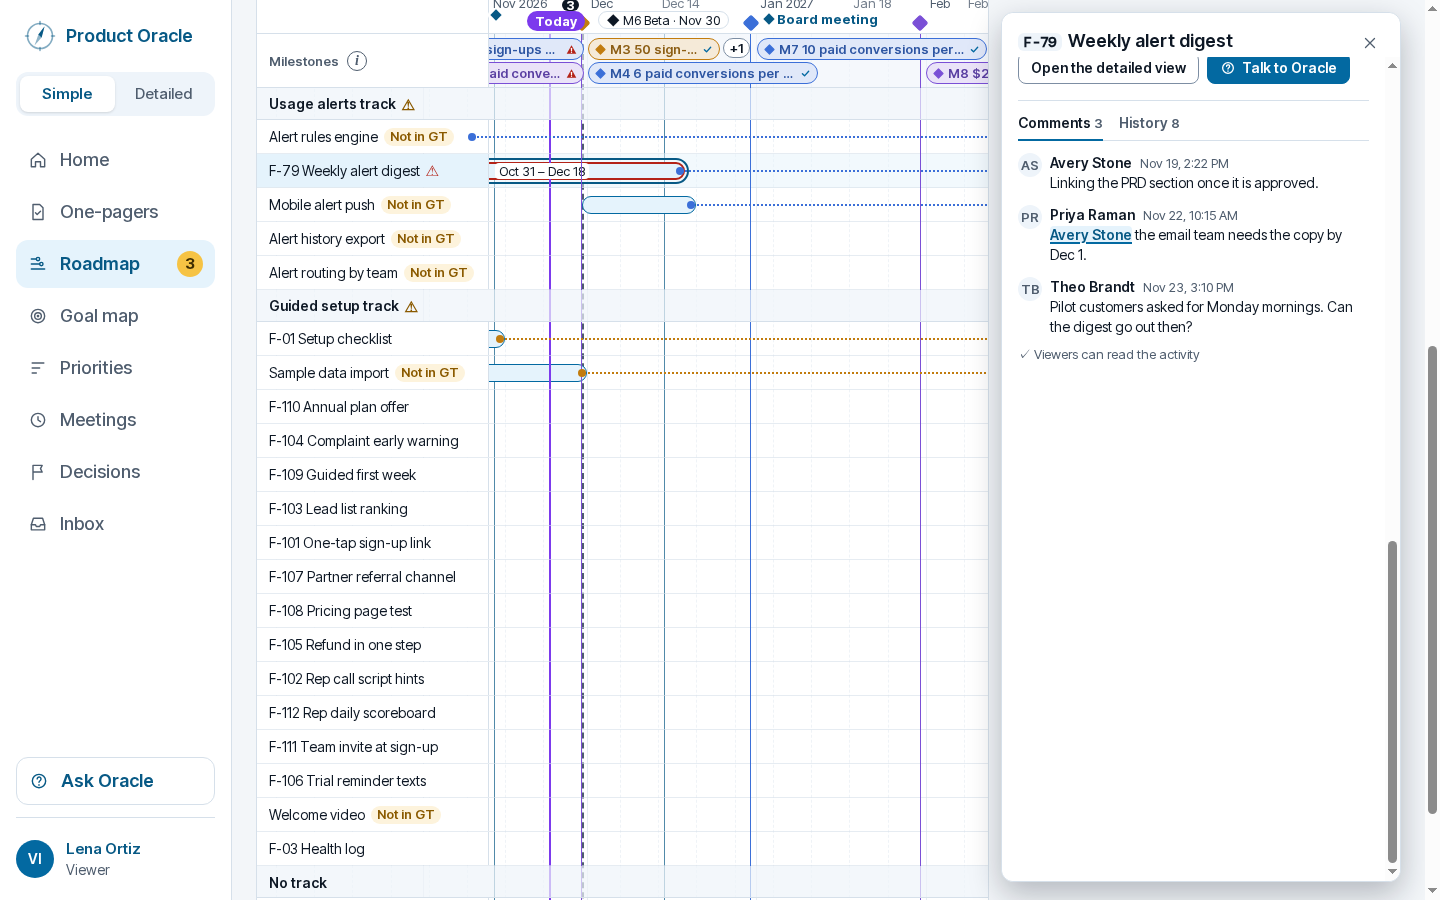 Product Oracle
Simple
Detailed
Home
One-pagers
Roadmap
3
Goal map
Priorities
Meetings
Decisions
Inbox
Ask Oracle
VI
Lena Ortiz
Viewer
Nov 2026
3
Dec
Dec 14
Jan 2027
Jan 18
Feb
Feb
Today
M6 Beta · Nov 30
Board meeting
Milestones
i
sign-ups ...
M3 50 sign-...
+1
M7 10 paid conversions per...
aid conve...
M4 6 paid conversions per ...
M8 $2
Usage alerts track
Alert rules engine
Not in GT
F-79 Weekly alert digest
Oct 31 – Dec 18
Mobile alert push
Not in GT
Alert history export
Not in GT
Alert routing by team
Not in GT
Guided setup track
F-01 Setup checklist
Sample data import
Not in GT
F-110 Annual plan offer
F-104 Complaint early warning
F-109 Guided first week
F-103 Lead list ranking
F-101 One-tap sign-up link
F-107 Partner referral channel
F-108 Pricing page test
F-105 Refund in one step
F-102 Rep call script hints
F-112 Rep daily scoreboard
F-111 Team invite at sign-up
F-106 Trial reminder texts
Welcome video
Not in GT
F-03 Health log
No track
F-79 Weekly alert digest
Open the detailed view
Talk to Oracle
Comments 3
History 8
AS
Avery Stone Nov 19, 2:22 PM
Linking the PRD section once it is approved.
PR
Priya Raman Nov 22, 10:15 AM
Avery Stone the email team needs the copy by
Dec 1.
TB
Theo Brandt Nov 23, 3:10 PM
Pilot customers asked for Monday mornings. Can
the digest go out then?
✓ Viewers can read the activity